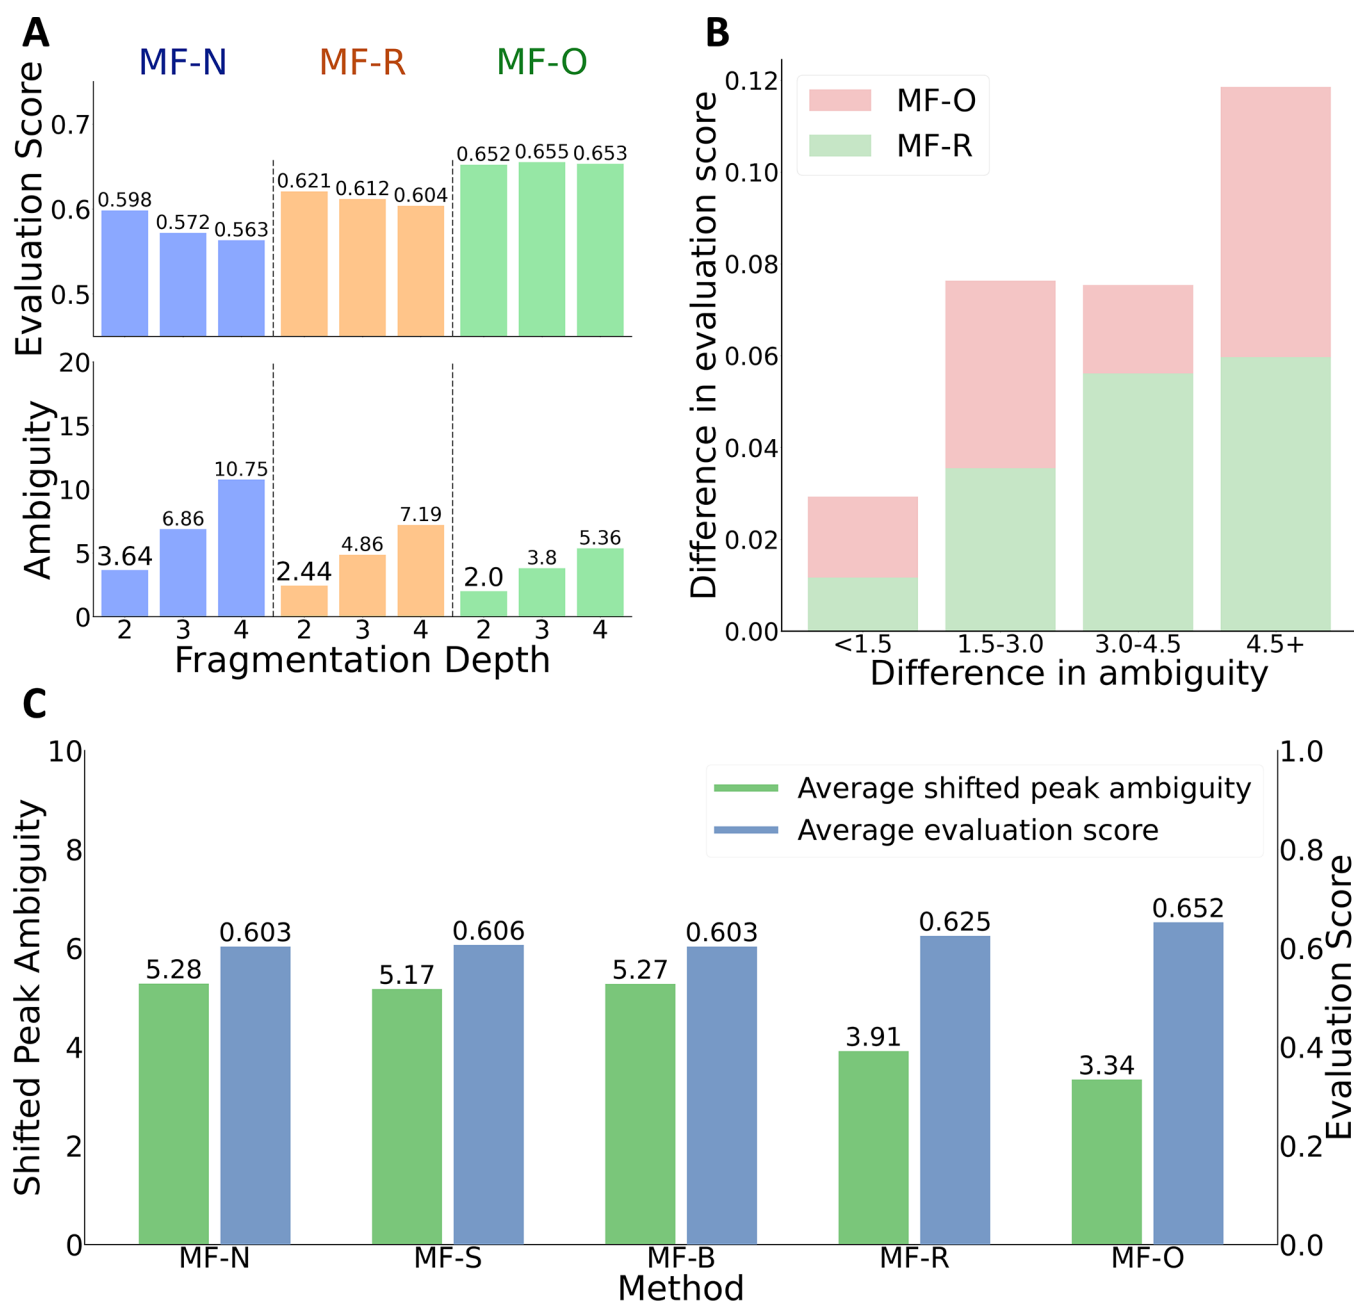 A
MF-N MF-R MF-O
Evaluation Score
0.7
0.6
0.5
0.598 0.572 0.563
0.621 0.612 0.604
0.652 0.655 0.653
Ambiguity
20
15
10
5
0
3.64 6.86 10.75
2.44 4.86 7.19
2.0 3.8 5.36
2 3 4 2 3 4 2 3 4
Fragmentation Depth
B
Difference in evaluation score
0.12
0.10
0.08
0.06
0.04
0.02
0.00
MF-O
MF-R
<1.5 1.5-3.0 3.0-4.5 4.5+
Difference in ambiguity
C
Shifted Peak Ambiguity
10
8
6
4
2
0
Average shifted peak ambiguity
Average evaluation score
5.28 0.603
5.17 0.606
5.27 0.603
3.91 0.625
3.34 0.652
1.0
0.8
0.6
0.4
0.2
0.0
Evaluation Score
MF-N MF-S MF-B MF-R MF-O
Method